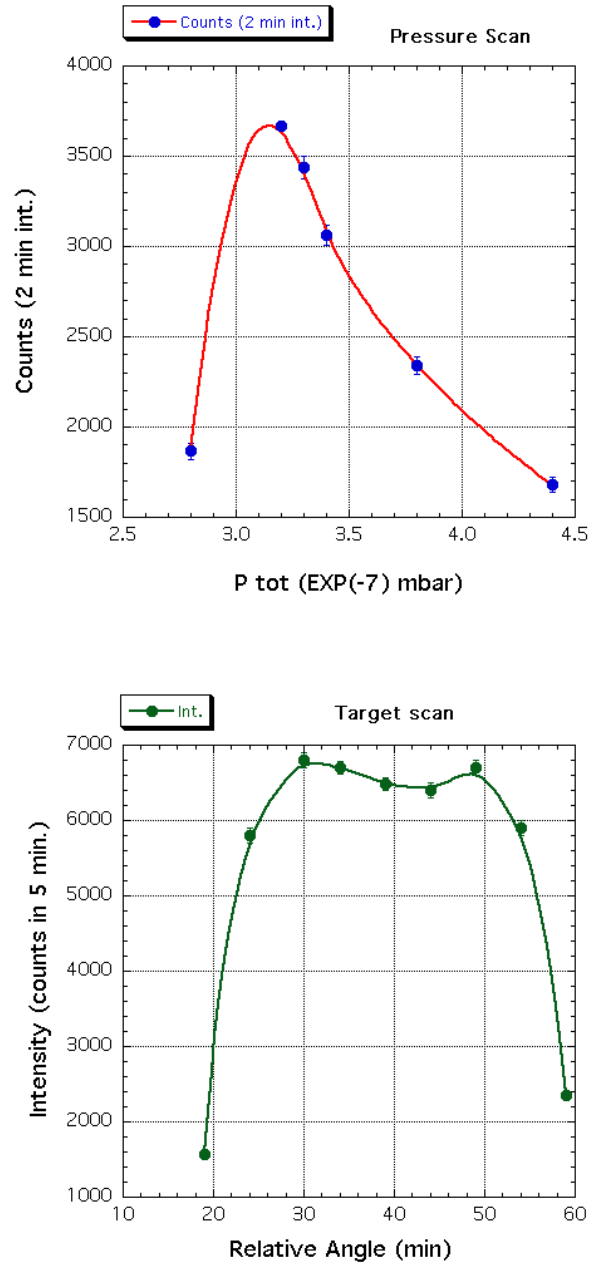 Counts (2 min int.)
Pressure Scan
4000
3500
3000
2500
2000
1500
Counts (2 min int.)
2.5 3.0 3.5 4.0 4.5
P tot (EXP(-7) mbar)
Int.
Target scan
7000
6000
5000
4000
3000
2000
1000
Intensity (counts in 5 min.)
10 20 30 40 50 60
Relative Angle (min)